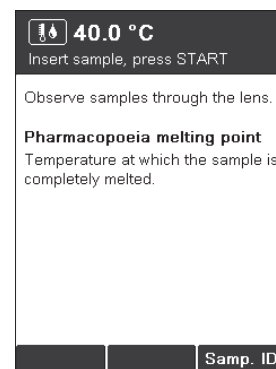 40.0 °C
Insert sample, press START
Observe samples through the lens.
Pharmacopoeia melting point
Temperature at which the sample is
completely melted.
Samp. ID